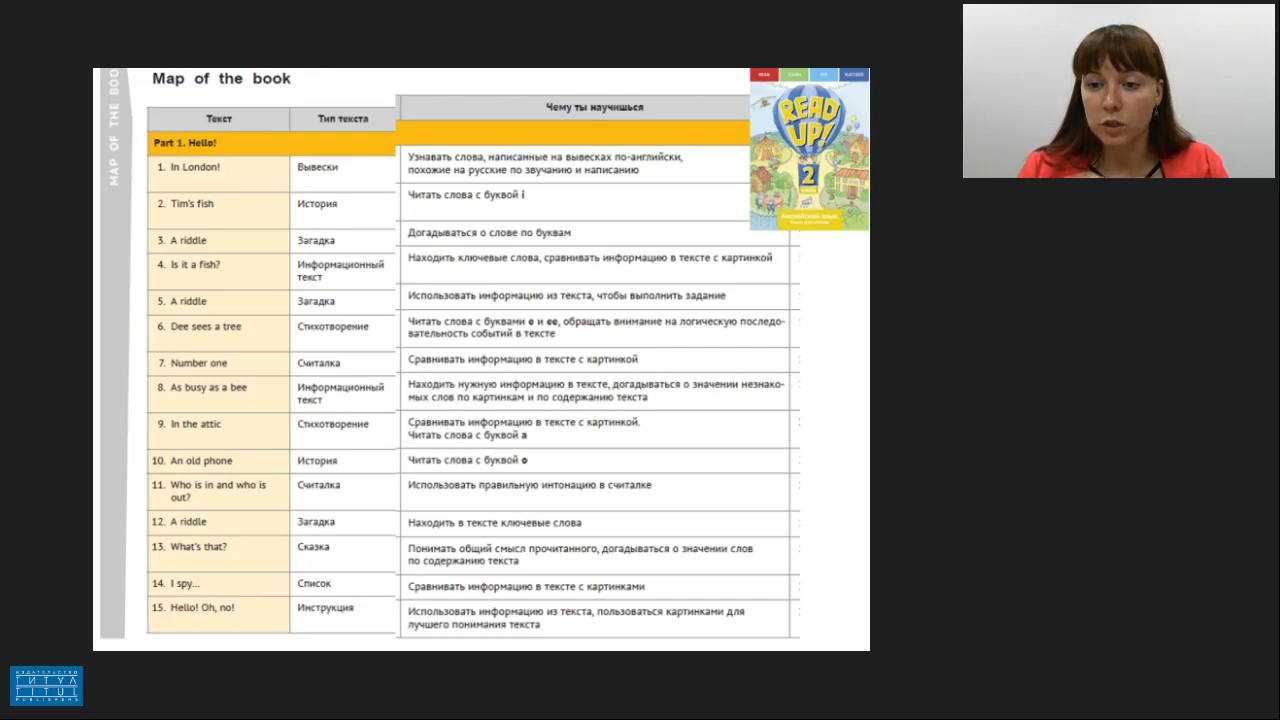 MAP OF THE BOO
Map of the book
Текст
Тип текста
Чему ты научишься
Part 1. Hello!
1. In London!
Вывески
Узнавать слова, написанные на вывесках по-английски,
похожие на русские по звучанию и написанию
2. Tim's fish
История
Читать слова с буквой i
3. A riddle
Загадка
Догадываться о слове по буквам
4. Is it a fish?
Информационный
текст
Находить ключевые слова, сравнивать информацию в тексте с картинкой
5. A riddle
Загадка
Использовать информацию из текста, чтобы выполнить задание
6. Dee sees a tree
Стихотворение
Читать слова с буквами e и ee, обращать внимание на логическую последо-
вательность событий в тексте
7. Number one
Считалка
Сравнивать информацию в тексте с картинкой
8. As busy as a bee
Информационный
текст
Находить нужную информацию в тексте, догадываться о значении незнако-
мых слов по картинкам и по содержанию текста
9. In the attic
Стихотворение
Сравнивать информацию в тексте с картинкой.
Читать слова с буквой a
10. An old phone
История
Читать слова с буквой o
11. Who is in and who is
out?
Считалка
Использовать правильную интонацию в считалке
12. A riddle
Загадка
Находить в тексте ключевые слова
13. What's that?
Сказка
Понимать общий смысл прочитанного, догадываться о значении слов
по содержанию текста
14. I spy...
Список
Сравнивать информацию в тексте с картинками
15. Hello! Oh, no!
Инструкция
Использовать информацию из текста, пользоваться картинками для
лучшего понимания текста
READ
UP!
2
Английский язык
ИЗДАТЕЛЬСТВО
ТИТУЛ
TITUL
PUBLISHERS